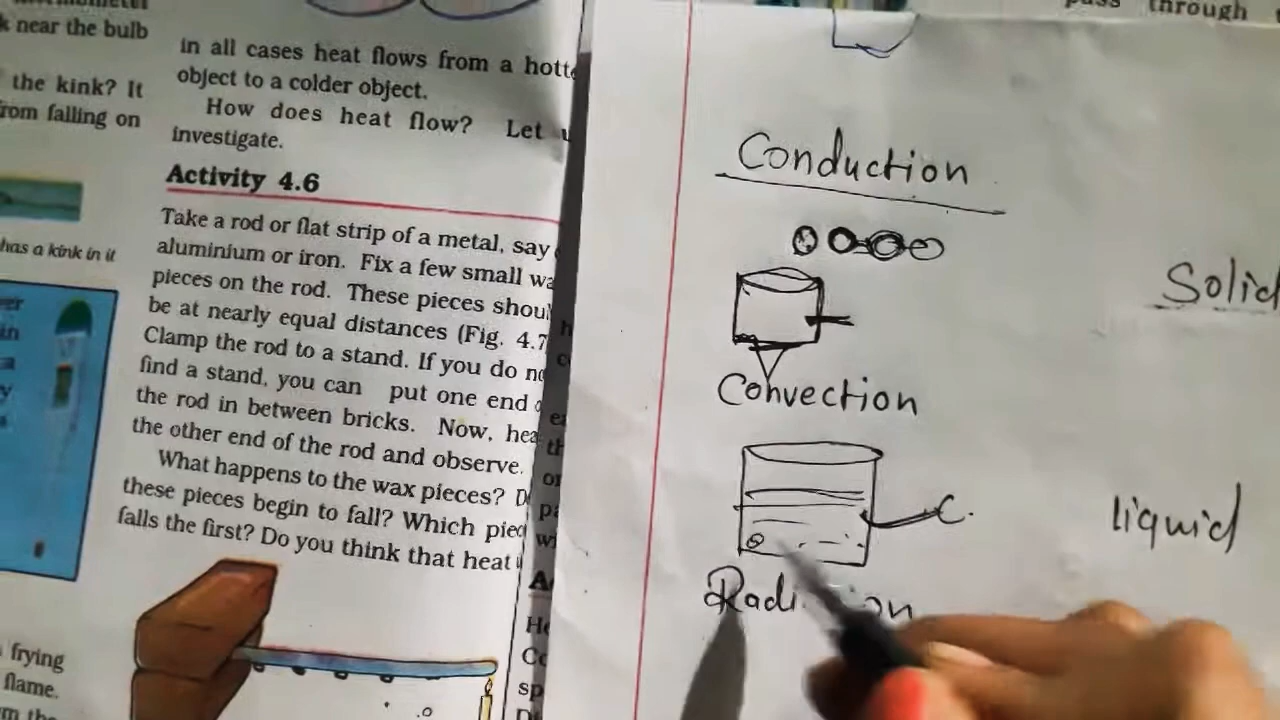 k near the bulb
the kink? It
rom falling on
has a kink in it
in
y
frying
flame.
in all cases heat flows from a hott
object to a colder object.
How does heat flow? Let u
investigate.
Activity 4.6
Take a rod or flat strip of a metal, say
aluminium or iron. Fix a few small wa
pieces on the rod. These pieces shoul
be at nearly equal distances (Fig. 4.7
Clamp the rod to a stand. If you do no
find a stand, you can put one end o
the rod in between bricks. Now, hea
the other end of the rod and observe.
What happens to the wax pieces? D
these pieces begin to fall? Which piec
falls the first? Do you think that heat
through
Conduction
Solid
Convection
liquid